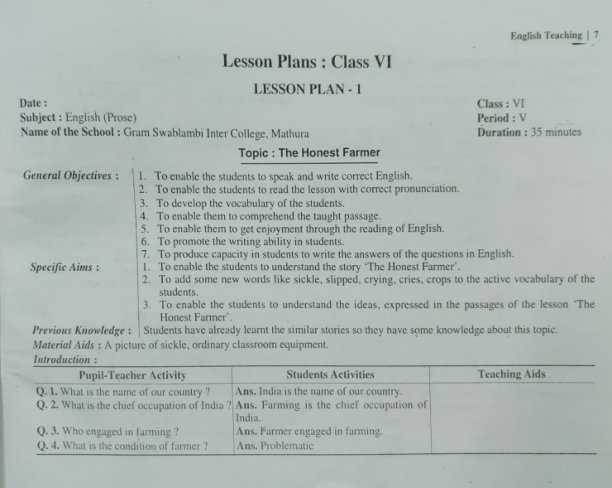 English Teaching | 7
Lesson Plans : Class VI
LESSON PLAN - 1
Date :
Class : VI
Subject : English (Prose)
Period : V
Name of the School : Gram Swablambi Inter College, Mathura
Duration : 35 minutes
Topic : The Honest Farmer
General Objectives : 1. To enable the students to speak and write correct English.
2. To enable the students to read the lesson with correct pronunciation.
3. To develop the vocabulary of the students.
4. To enable them to comprehend the taught passage.
5. To enable them to get enjoyment through the reading of English.
6. To promote the writing ability in students.
7. To produce capacity in students to write the answers of the questions in English.
Specific Aims : 1. To enable the students to understand the story 'The Honest Farmer'.
2. To add some new words like sickle, slipped, crying, cries, crops to the active vocabulary of the
students.
3. To enable the students to understand the ideas, expressed in the passages of the lesson 'The
Honest Farmer'.
Previous Knowledge : Students have already learnt the similar stories so they have some knowledge about this topic.
Material Aids : A picture of sickle, ordinary classroom equipment.
Introduction :
Pupil-Teacher Activity Students Activities Teaching Aids
Q. 1. What is the name of our country ? Ans. India is the name of our country.
Q. 2. What is the chief occupation of India ? Ans. Farming is the chief occupation of
India.
Q. 3. Who engaged in farming ? Ans. Farmer engaged in farming.
Q. 4. What is the condition of farmer ? Ans. Problematic